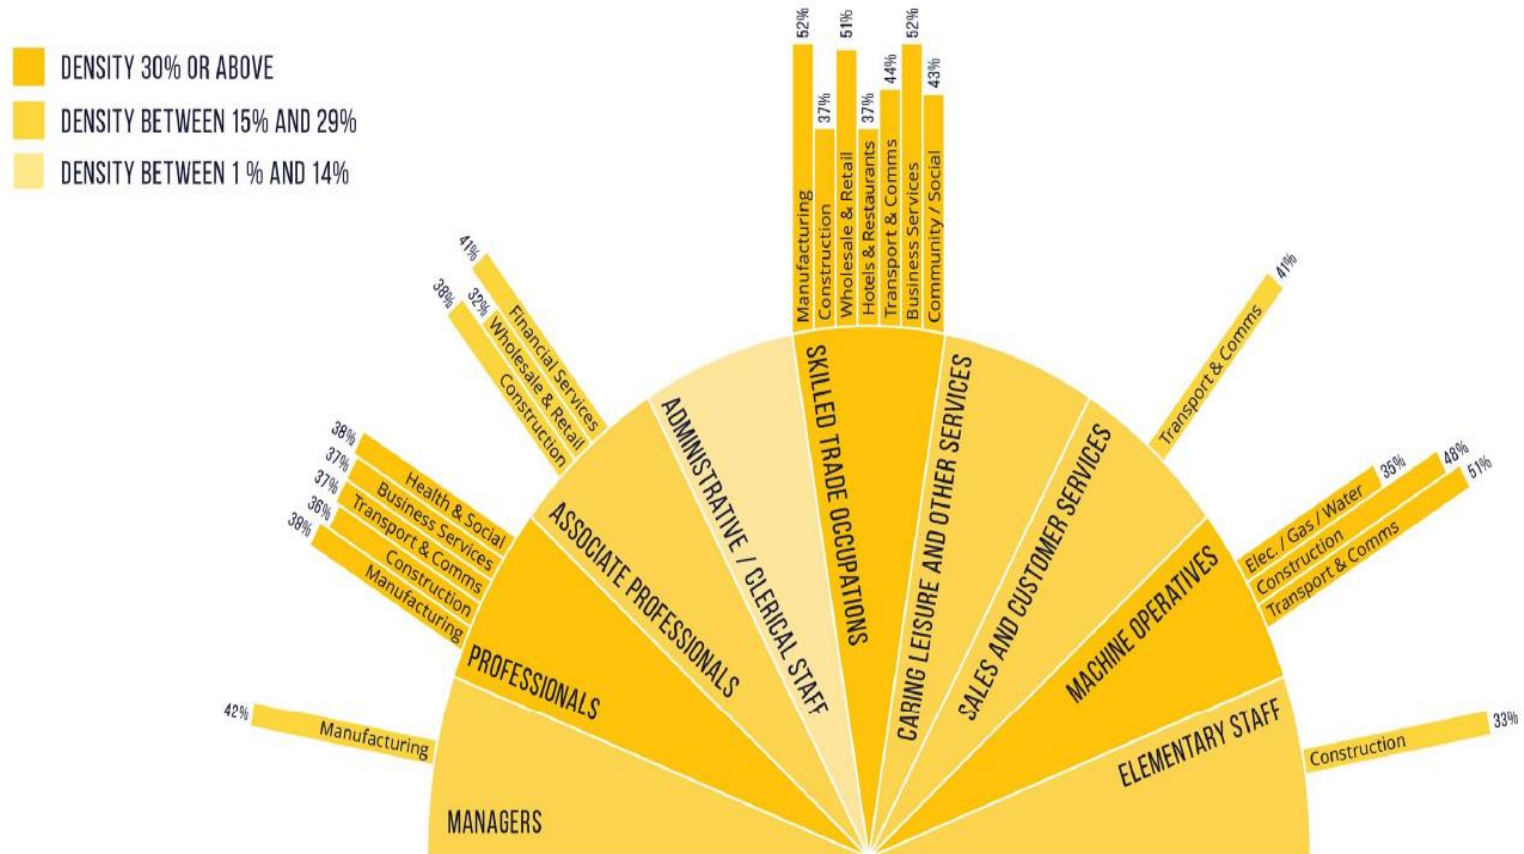 DENSITY 30% OR ABOVE
DENSITY BETWEEN 15% AND 29%
DENSITY BETWEEN 1 % AND 14%
MANAGERS
Manufacturing
42%
PROFESSIONALS
Manufacturing
38%
Construction
36%
Transport & Comms
37%
Business Services
37%
Health & Social
38%
ASSOCIATE PROFESSIONALS
Construction
38%
Wholesale & Retail
32%
Financial Services
41%
ADMINISTRATIVE / CLERICAL STAFF
SKILLED TRADE OCCUPATIONS
Manufacturing
52%
Construction
37%
Wholesale & Retail
51%
Hotels & Restaurants
37%
Transport & Comms
44%
Business Services
52%
Community / Social
43%
CARING LEISURE AND OTHER SERVICES
SALES AND CUSTOMER SERVICES
Transport & Comms
41%
MACHINE OPERATIVES
Elec. / Gas / Water
35%
Construction
48%
Transport & Comms
51%
ELEMENTARY STAFF
Construction
33%